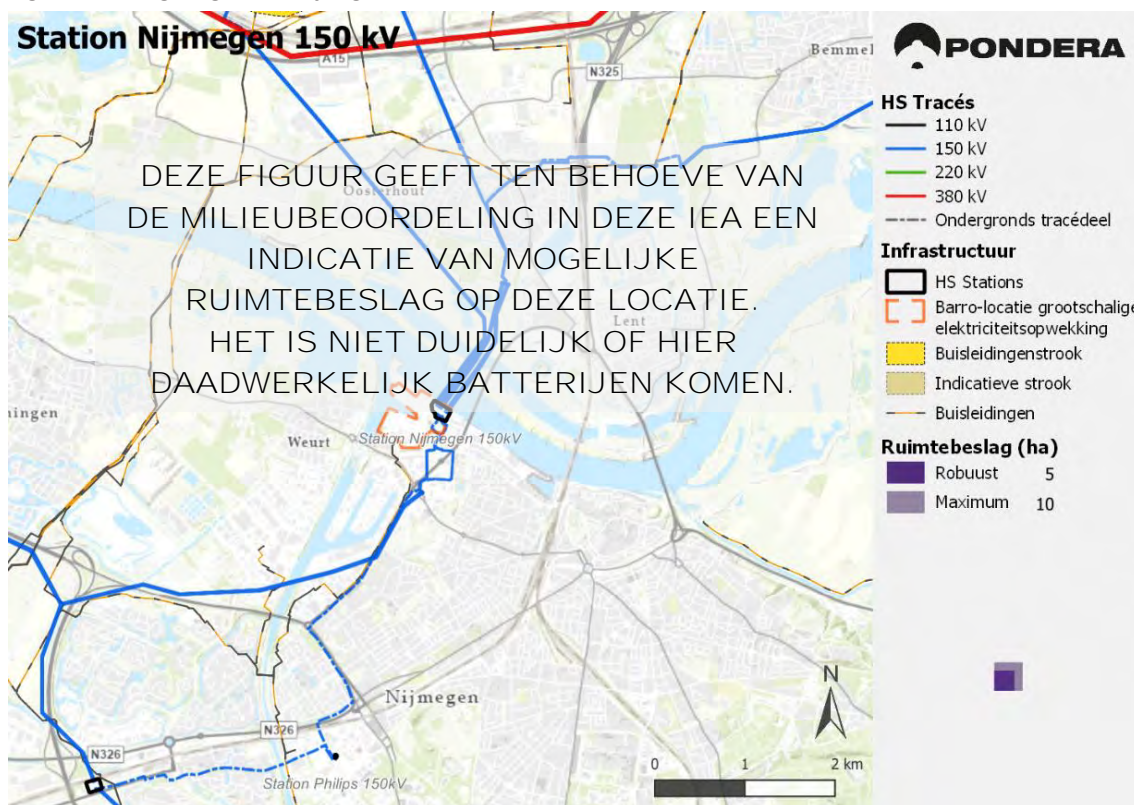 Station Nijmegen 150 kV
A15
N325
Bemmel
PONDERA
HS Tracés
110 kV
150 kV
220 kV
380 kV
Ondergronds tracédeel
Infrastructuur
HS Stations
Barro-locatie grootschalige
elektriciteitsopwekking
Buisleidingenstrook
Indicatieve strook
Buisleidingen
Ruimtebeslag (ha)
Robuust 5
Maximum 10
DEZE FIGUUR GEEFT TEN BEHOEVE VAN
Oosterhout
DE MILIEUBEOORDELING IN DEZE IEA EEN
INDICATIE VAN MOGELIJKE
RUIMTEBESLAG OP DEZE LOCATIE.
Lent
HET IS NIET DUIDELIJK OF HIER
DAADWERKELIJK BATTERIJEN KOMEN.
ningen
Weurt
Station Nijmegen 150kV
Nijmegen
N326
N326
Station Philips 150kV
N
0 1 2 km